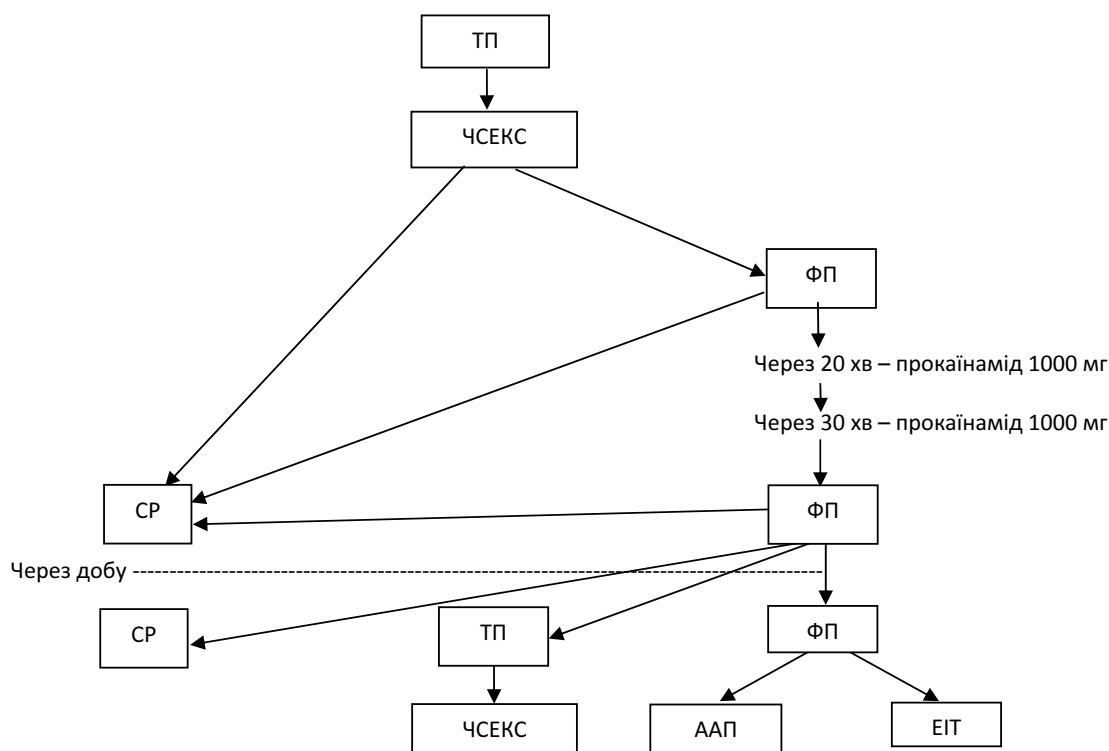 ТП
ЧСЕКС
ФП
Через 20 хв – прокаїнамід 1000 мг
Через 30 хв – прокаїнамід 1000 мг
СР
ФП
Через добу
СР
ТП
ФП
ЧСЕКС
ААП
ЕІТ